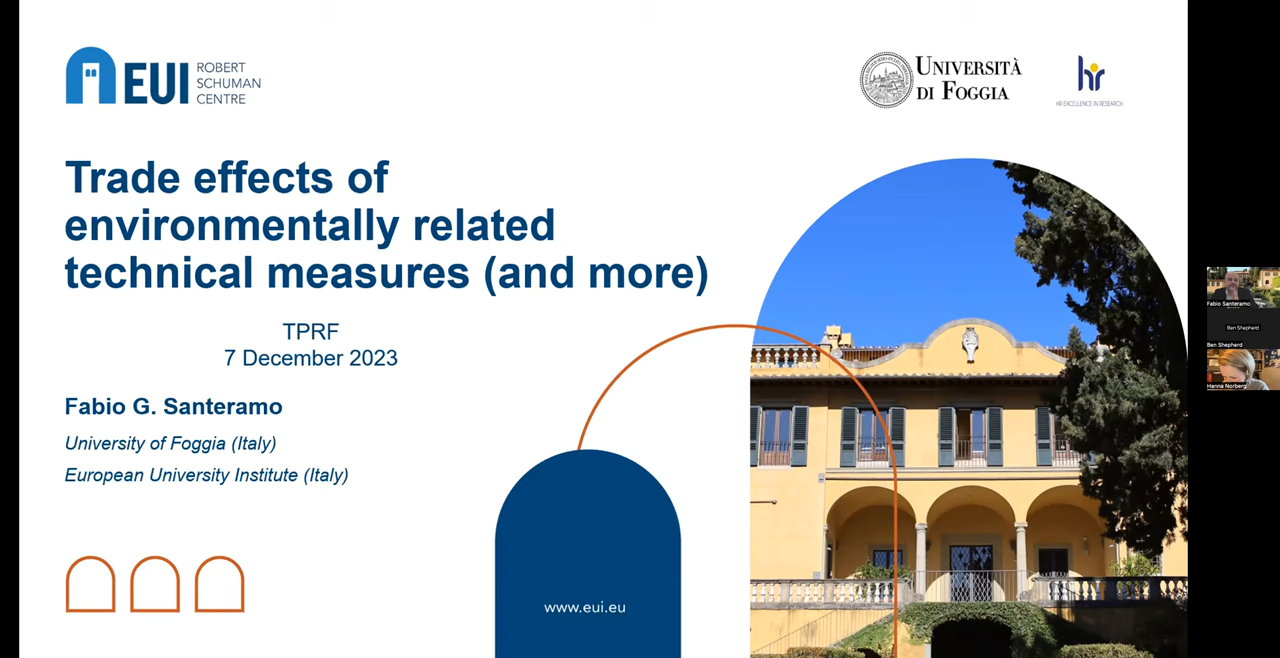 EUI
ROBERT
SCHUMAN
CENTRE
UNIVERSITÀ
DI FOGGIA
hr
HR EXCELLENCE IN RESEARCH
Trade effects of
environmentally related
technical measures (and more)
TPRF
7 December 2023
Fabio G. Santeramo
University of Foggia (Italy)
European University Institute (Italy)
www.eui.eu
Fabio Santeramo
Ben Shepherd
Ben Shepherd
Hanna Norberg